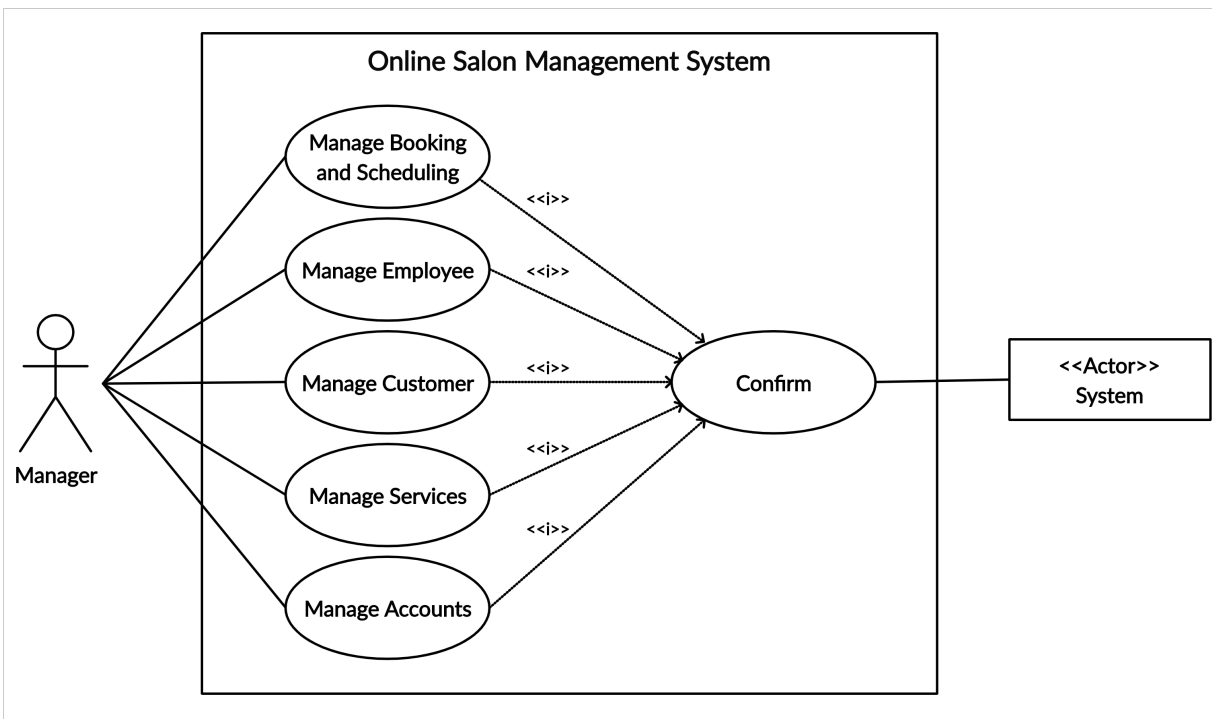 Online Salon Management System
Manage Booking
and Scheduling
<<i>>
Manage Employee
<<i>>
Manage Customer
<<i>>
Confirm
<<Actor>>
System
Manager
Manage Services
<<i>>
Manage Accounts
<<i>>